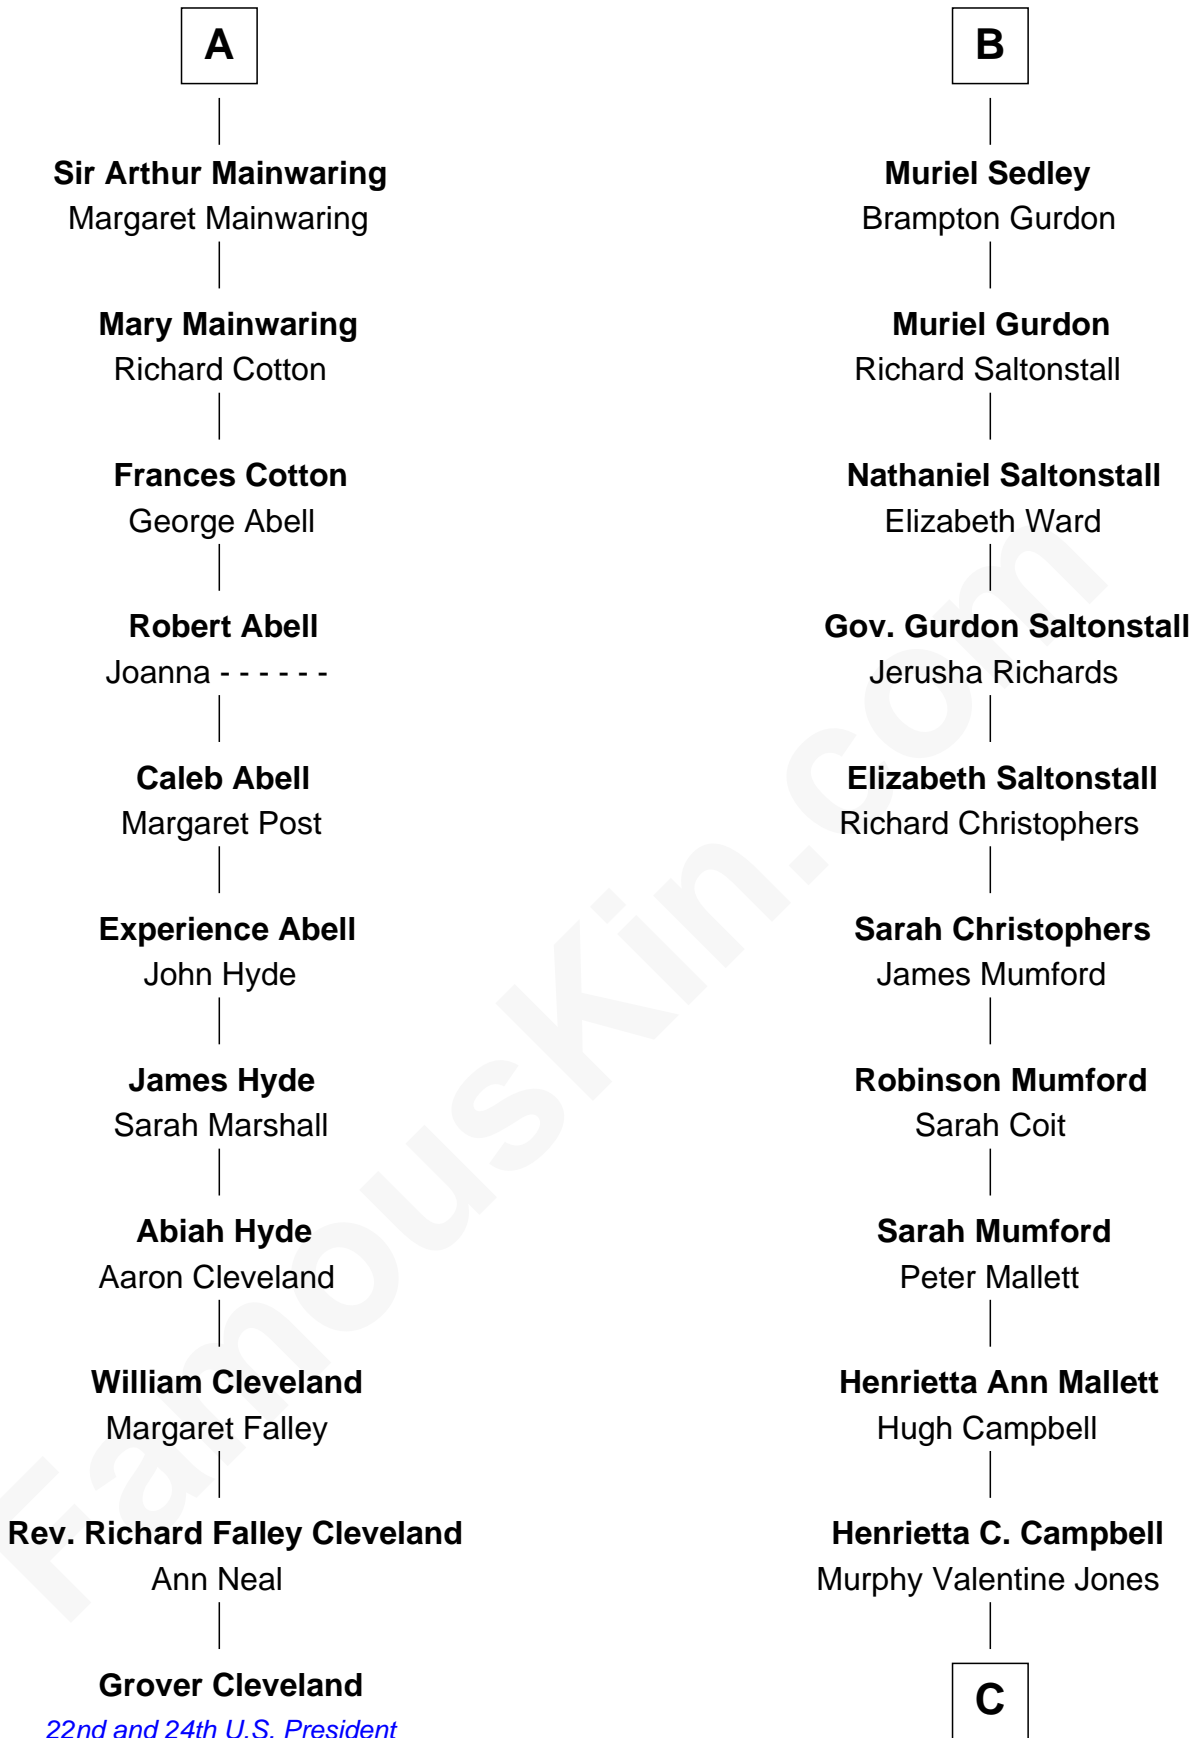 A
Sir Arthur Mainwaring
Margaret Mainwaring
Mary Mainwaring
Richard Cotton
Frances Cotton
George Abell
Robert Abell
Joanna - - - - - -
Caleb Abell
Margaret Post
Experience Abell
John Hyde
James Hyde
Sarah Marshall
Abiah Hyde
Aaron Cleveland
William Cleveland
Margaret Falley
Rev. Richard Falley Cleveland
Ann Neal
Grover Cleveland
22nd and 24th U.S. President
B
Muriel Sedley
Brampton Gurdon
Muriel Gurdon
Richard Saltonstall
Nathaniel Saltonstall
Elizabeth Ward
Gov. Gurdon Saltonstall
Jerusha Richards
Elizabeth Saltonstall
Richard Christophers
Sarah Christophers
James Mumford
Robinson Mumford
Sarah Coit
Sarah Mumford
Peter Mallett
Henrietta Ann Mallett
Hugh Campbell
Henrietta C. Campbell
Murphy Valentine Jones
C
FamousKin.com